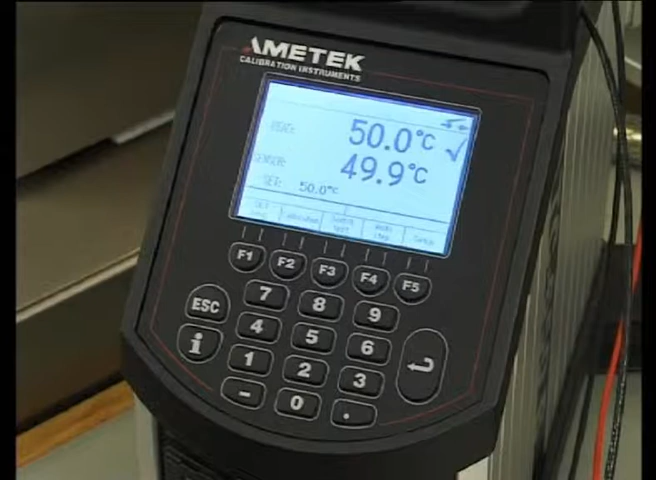 AMETEK
CALIBRATION INSTRUMENTS
READ: 50.0 °C
SENSOR: 49.9 °C
SET: 50.0 °C
F1 F2 F3 F4 F5
ESC 7 8 9
i 4 5 6
1 2 3
- 0 .